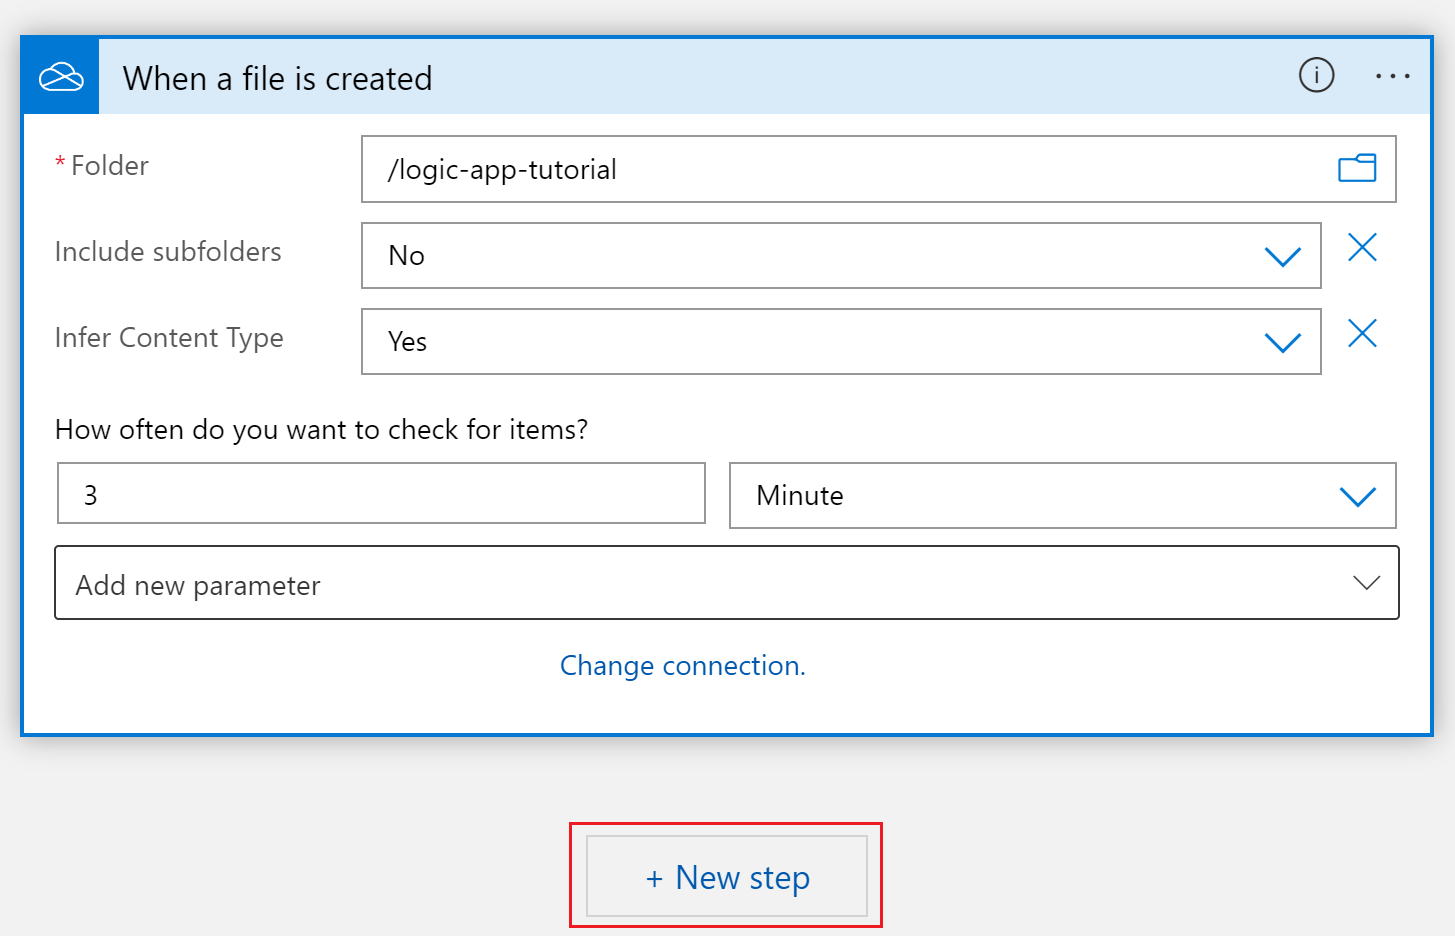 When a file is created
* Folder
/logic-app-tutorial
Include subfolders
No
Infer Content Type
Yes
How often do you want to check for items?
3
Minute
Add new parameter
Change connection.
+ New step